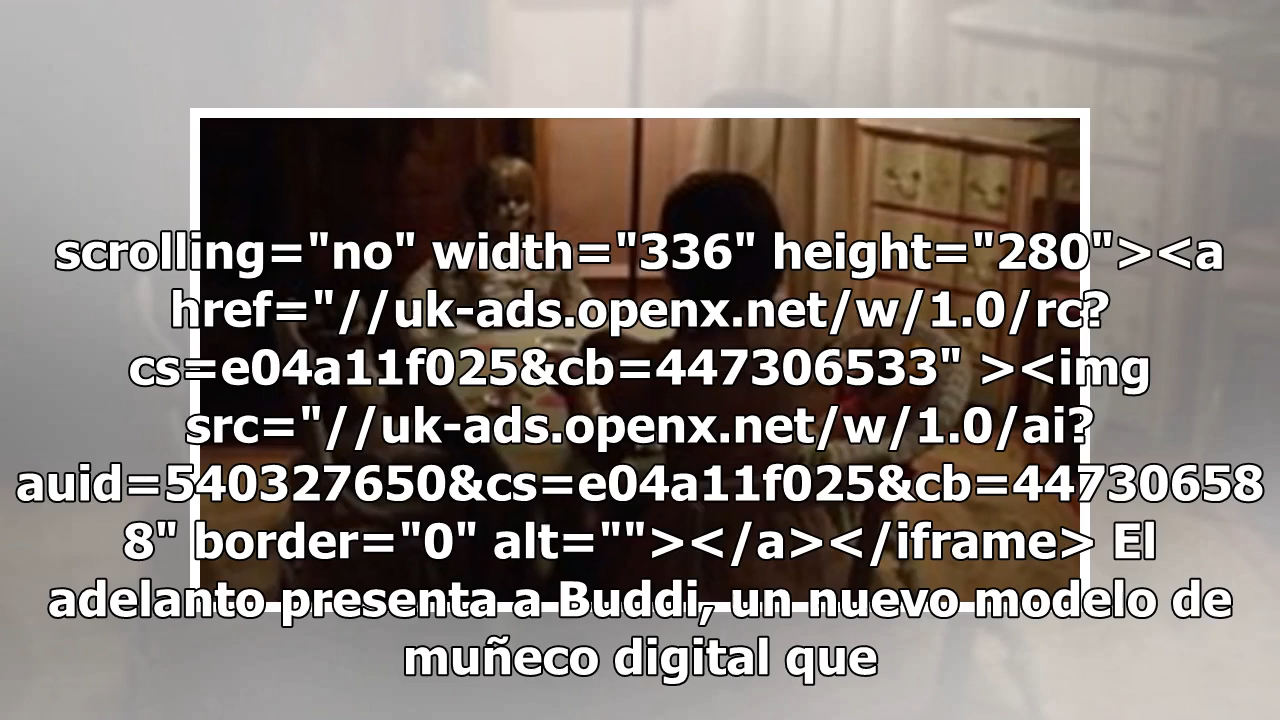 scrolling="no" width="336" height="280"><a
href="//uk-ads.openx.net/w/1.0/rc?
cs=e04a11f025&cb=447306533" ><img
src="//uk-ads.openx.net/w/1.0/ai?
auid=540327650&cs=e04a11f025&cb=44730658
8" border="0" alt=""></a></iframe> El
adelanto presenta a Buddi, un nuevo modelo de
muñeco digital que